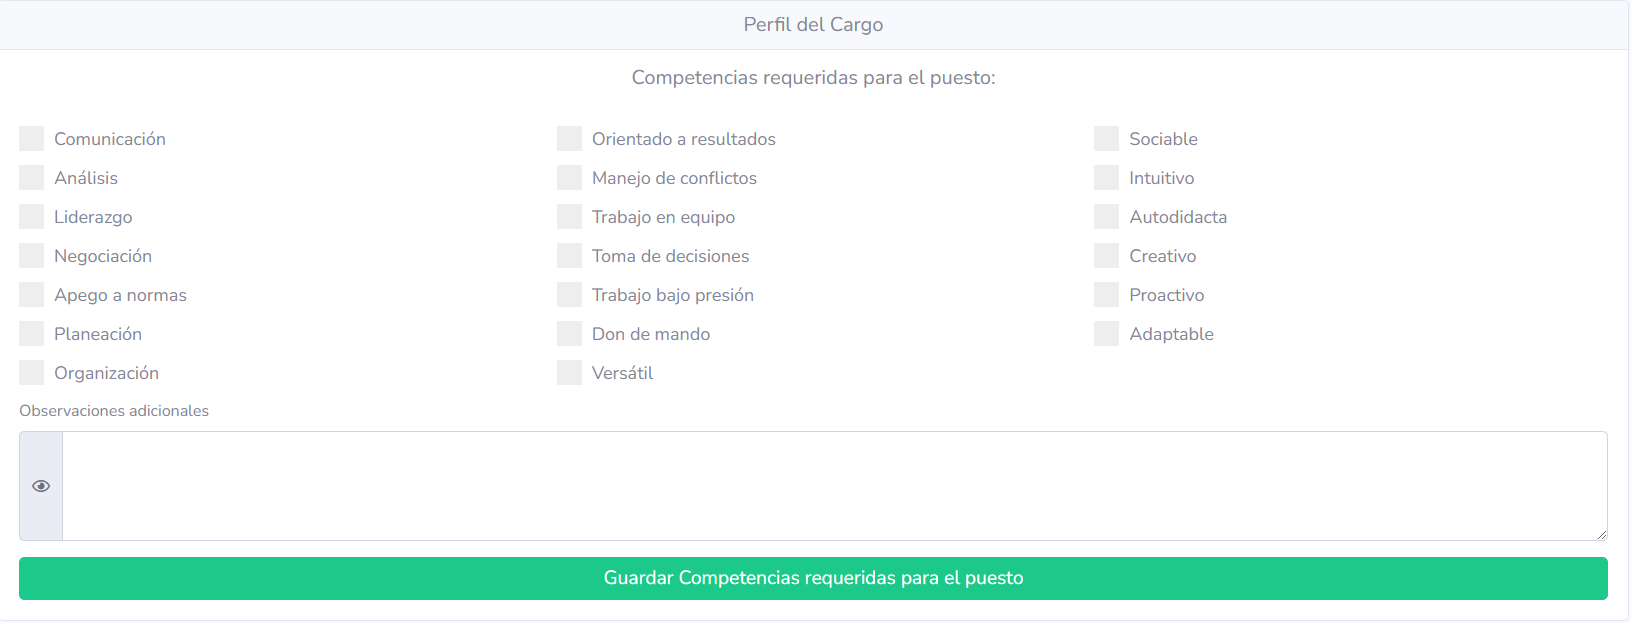 Perfil del Cargo
Competencias requeridas para el puesto:
Comunicación
Análisis
Liderazgo
Negociación
Apego a normas
Planeación
Organización
Orientado a resultados
Manejo de conflictos
Trabajo en equipo
Toma de decisiones
Trabajo bajo presión
Don de mando
Versátil
Sociable
Intuitivo
Autodidacta
Creativo
Proactivo
Adaptable
Observaciones adicionales
Guardar Competencias requeridas para el puesto